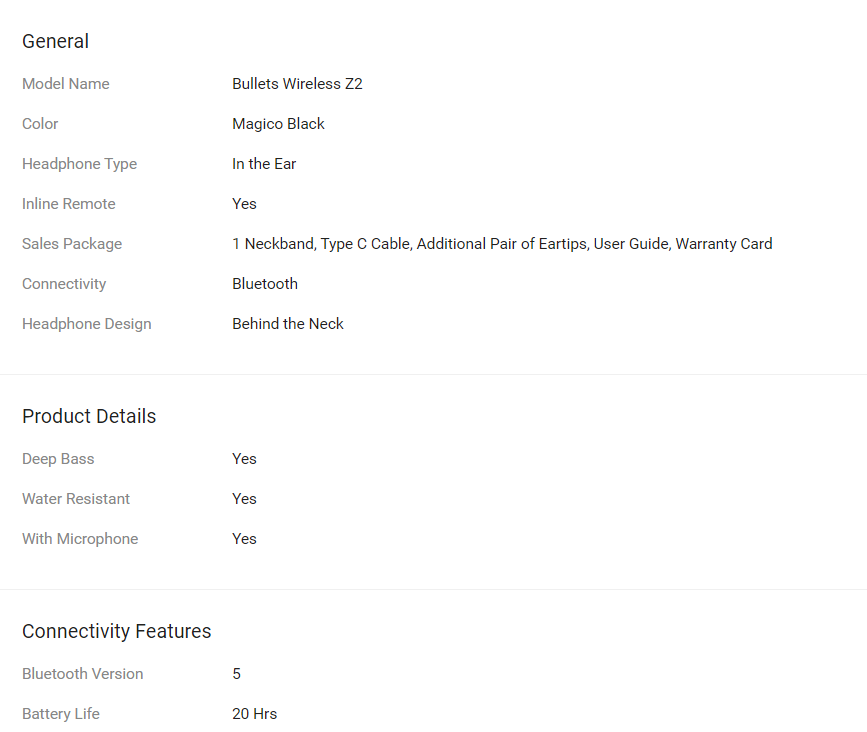 General
Model Name Bullets Wireless Z2
Color Magico Black
Headphone Type In the Ear
Inline Remote Yes
Sales Package 1 Neckband, Type C Cable, Additional Pair of Eartips, User Guide, Warranty Card
Connectivity Bluetooth
Headphone Design Behind the Neck
Product Details
Deep Bass Yes
Water Resistant Yes
With Microphone Yes
Connectivity Features
Bluetooth Version 5
Battery Life 20 Hrs